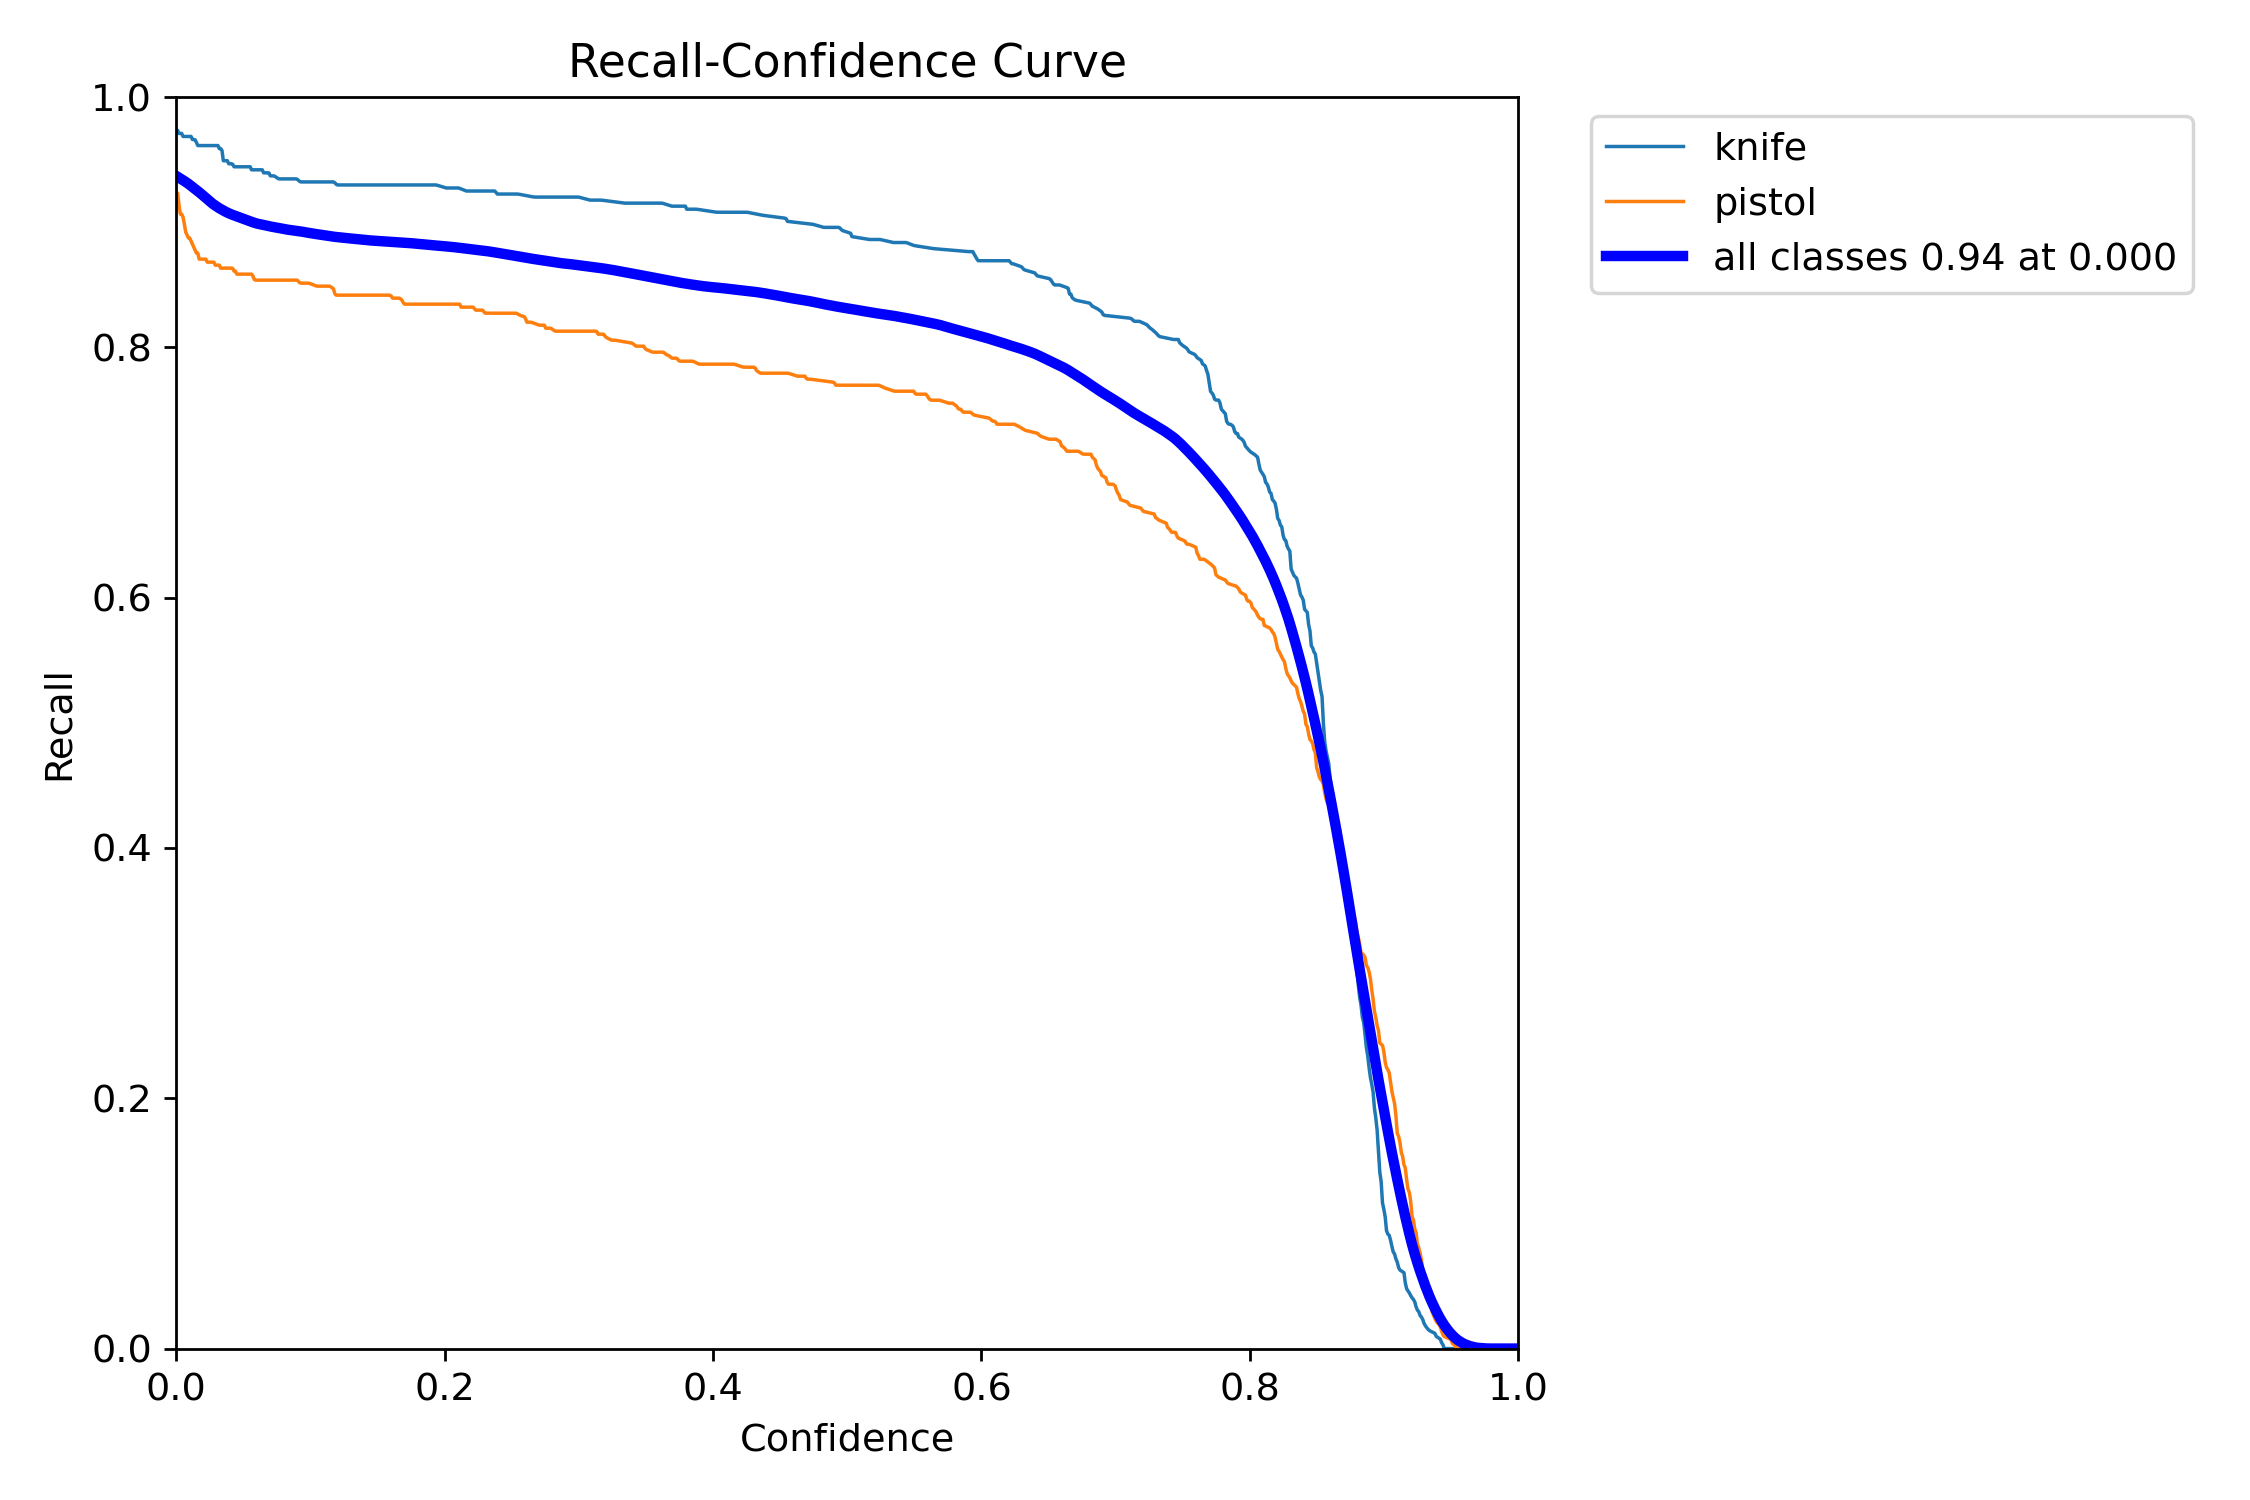 Recall-Confidence Curve
1.0
0.8
0.6
0.4
0.2
0.0
Recall
0.0 0.2 0.4 0.6 0.8 1.0
Confidence
knife
pistol
all classes 0.94 at 0.000